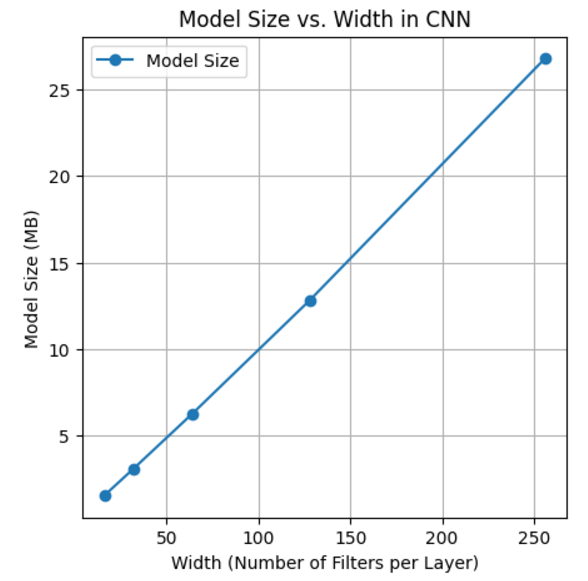 Model Size vs. Width in CNN
Model Size
25
20
15
10
5
Model Size (MB)
50 100 150 200 250
Width (Number of Filters per Layer)